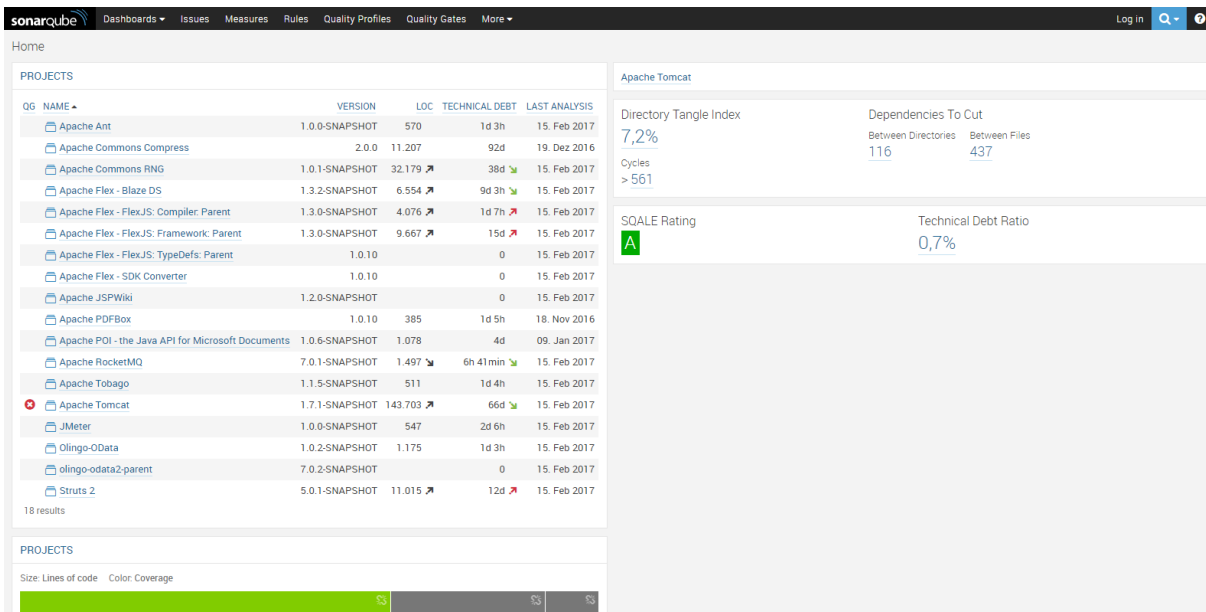 sonarqube Dashboards Issues Measures Rules Quality Profiles Quality Gates More Log in
Home
PROJECTS
QG NAME VERSION LOC TECHNICAL DEBT LAST ANALYSIS
Apache Ant 1.0.0-SNAPSHOT 570 1d 3h 15. Feb 2017
Apache Commons Compress 2.0.0 11.207 92d 19. Dez 2016
Apache Commons RNG 1.0.1-SNAPSHOT 32.179 38d 15. Feb 2017
Apache Flex - Blaze DS 1.3.2-SNAPSHOT 6.554 9d 3h 15. Feb 2017
Apache Flex - FlexJS: Compiler: Parent 1.3.0-SNAPSHOT 4.076 1d 7h 15. Feb 2017
Apache Flex - FlexJS: Framework: Parent 1.3.0-SNAPSHOT 9.667 15d 15. Feb 2017
Apache Flex - FlexJS: TypeDefs: Parent 1.0.10 0 15. Feb 2017
Apache Flex - SDK Converter 1.0.10 0 15. Feb 2017
Apache JSPWiki 1.2.0-SNAPSHOT 0 15. Feb 2017
Apache PDFBox 1.0.10 385 1d 5h 18. Nov 2016
Apache POI - the Java API for Microsoft Documents 1.0.6-SNAPSHOT 1.078 4d 09. Jan 2017
Apache RocketMQ 7.0.1-SNAPSHOT 1.497 6h 41min 15. Feb 2017
Apache Tobago 1.1.5-SNAPSHOT 511 1d 4h 15. Feb 2017
Apache Tomcat 1.7.1-SNAPSHOT 143.703 66d 15. Feb 2017
JMeter 1.0.0-SNAPSHOT 547 2d 6h 15. Feb 2017
Olingo-OData 1.0.2-SNAPSHOT 1.175 1d 3h 15. Feb 2017
olingo-odata2-parent 7.0.2-SNAPSHOT 0 15. Feb 2017
Struts 2 5.0.1-SNAPSHOT 11.015 12d 15. Feb 2017
18 results
PROJECTS
Size: Lines of code Color: Coverage
Apache Tomcat
Directory Tangle Index
7,2%
Cycles
> 561
Dependencies To Cut
Between Directories Between Files
116 437
SQALE Rating Technical Debt Ratio
A 0,7%